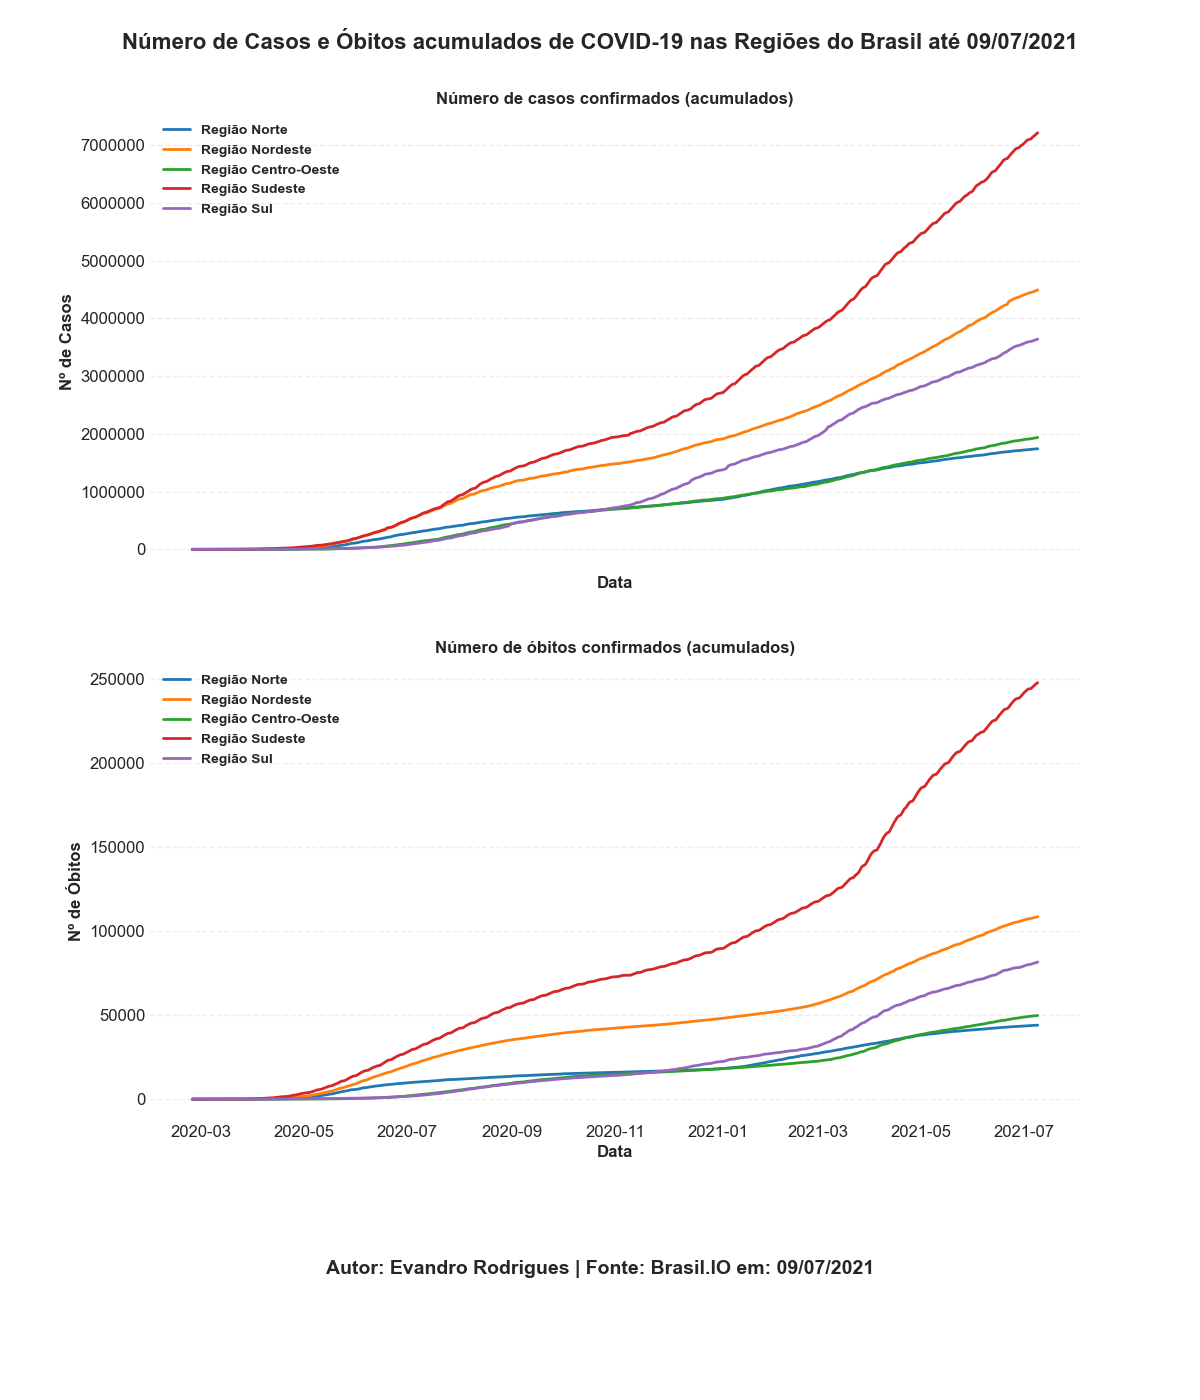 Número de Casos e Óbitos acumulados de COVID-19 nas Regiões do Brasil até 09/07/2021
Número de casos confirmados (acumulados)
Região Norte
Região Nordeste
Região Centro-Oeste
Região Sudeste
Região Sul
7000000
6000000
5000000
4000000
3000000
2000000
1000000
0
Nº de Casos
Data
Número de óbitos confirmados (acumulados)
Região Norte
Região Nordeste
Região Centro-Oeste
Região Sudeste
Região Sul
250000
200000
150000
100000
50000
0
Nº de Óbitos
2020-03 2020-05 2020-07 2020-09 2020-11 2021-01 2021-03 2021-05 2021-07
Data
Autor: Evandro Rodrigues | Fonte: Brasil.IO em: 09/07/2021